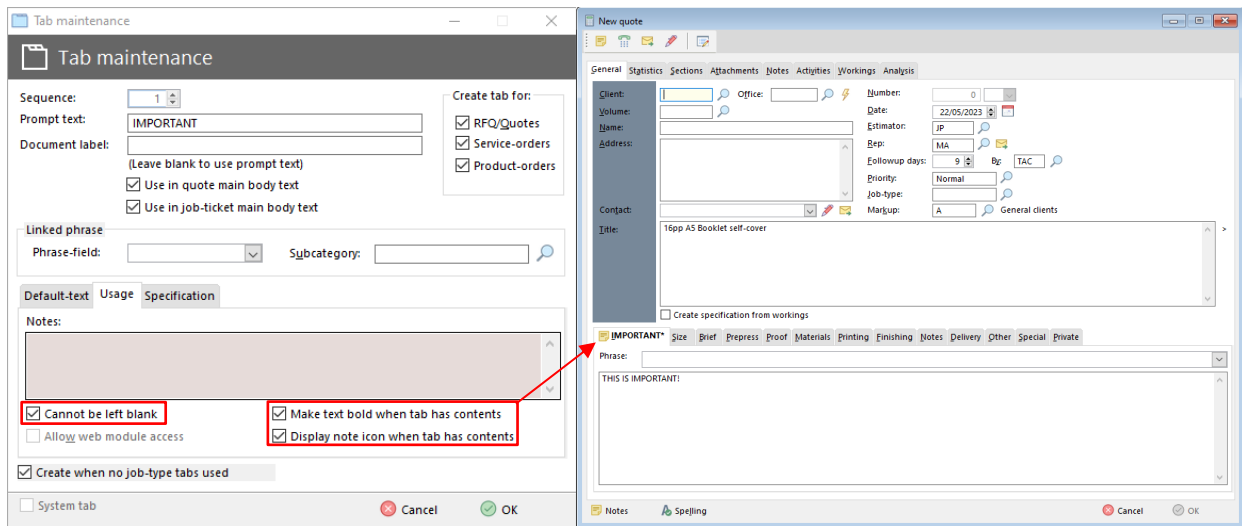 Tab maintenance
Tab maintenance
Sequence: 1
Create tab for:
Prompt text: IMPORTANT
RFQ/Quotes
Document label:
Service-orders
(Leave blank to use prompt text)
Product-orders
Use in quote main body text
Use in job-ticket main body text
Linked phrase
Phrase-field:
Subcategory:
Default-text Usage Specification
Notes:
Cannot be left blank
Make text bold when tab has contents
Allow web module access
Display note icon when tab has contents
Create when no job-type tabs used
System tab
Cancel
OK
New quote
General Statistics Sections Attachments Notes Activities Workings Analysis
Client:
Office:
Number: 0
Volume:
Date: 22/05/2023
Name:
Estimator: JP
Address:
Rep: MA
Followup days: 9 By: TAC
Priority: Normal
Job-type:
Contact:
Markup: A General clients
Title: 16pp A5 Booklet self-cover
>
Create specification from workings
IMPORTANT* Size Brief Prepress Proof Materials Printing Finishing Notes Delivery Other Special Private
Phrase:
THIS IS IMPORTANT!
Notes
Spelling
Cancel
OK